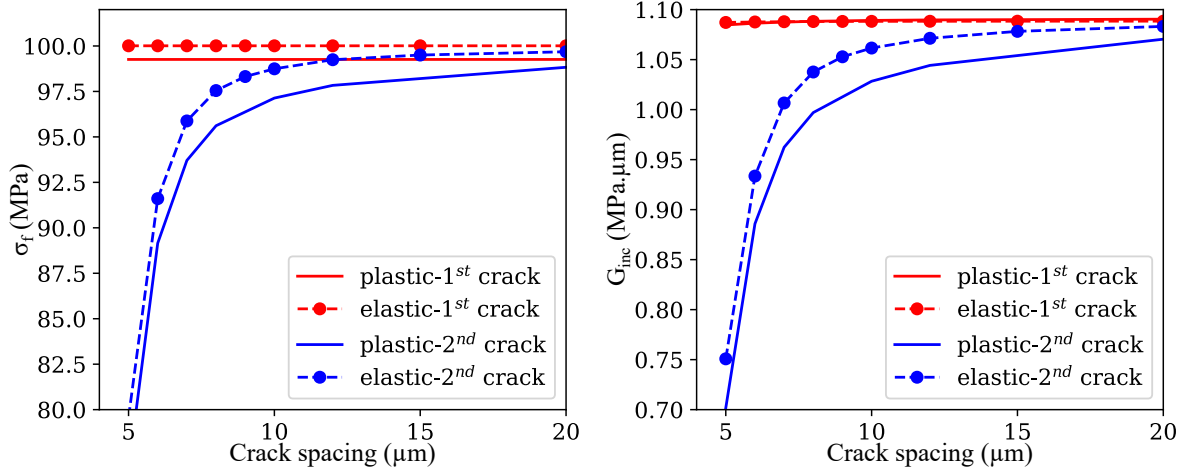 100.0
97.5
95.0
92.5
90.0
87.5
85.0
82.5
80.0
σf (MPa)
5 10 15 20
Crack spacing (μm)
plastic-1st crack
elastic-1st crack
plastic-2nd crack
elastic-2nd crack
1.10
1.05
1.00
0.95
0.90
0.85
0.80
0.75
0.70
Ginc (MPa.μm)
5 10 15 20
Crack spacing (μm)
plastic-1st crack
elastic-1st crack
plastic-2nd crack
elastic-2nd crack